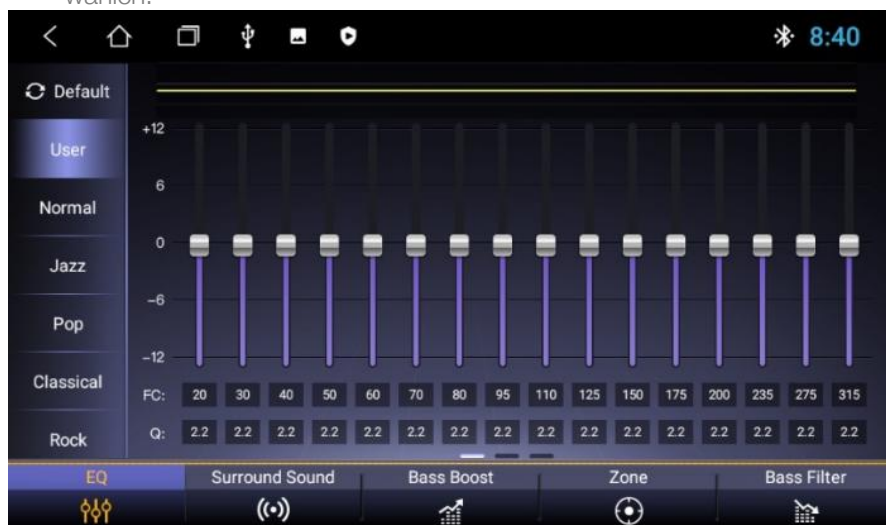 8:40
Default
User
Normal
Jazz
Pop
Classical
Rock
+12
6
0
−6
−12
FC: 20 30 40 50 60 70 80 95 110 125 150 175 200 235 275 315
Q: 2.2 2.2 2.2 2.2 2.2 2.2 2.2 2.2 2.2 2.2 2.2 2.2 2.2 2.2 2.2 2.2
EQ Surround Sound Bass Boost Zone Bass Filter